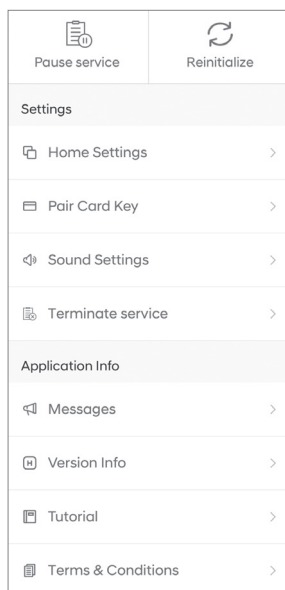 Pause service
Reinitialize
Settings
Home Settings
Pair Card Key
Sound Settings
Terminate service
Application Info
Messages
H
Version Info
Tutorial
Terms & Conditions